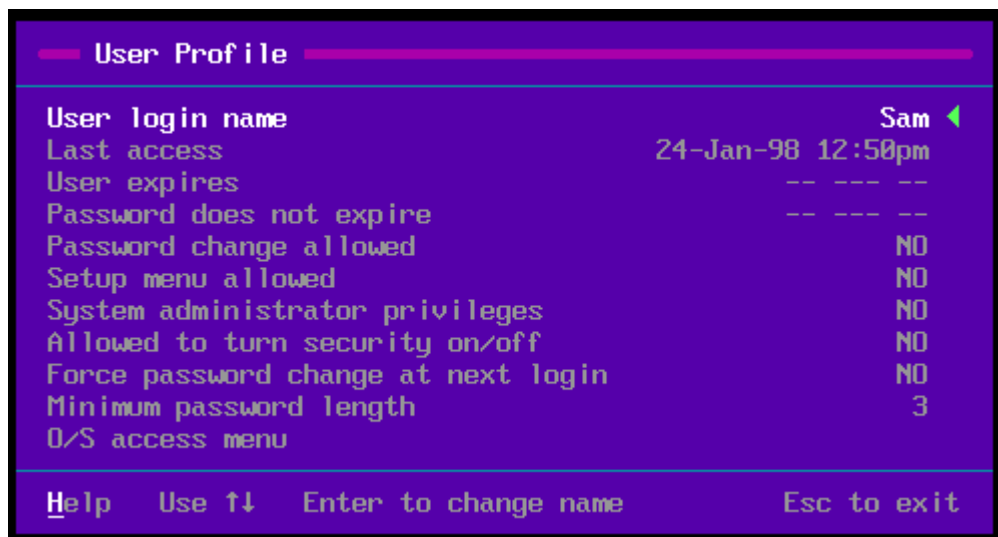 User Profile
User login name Sam
Last access 24-Jan-98 12:50pm
User expires -- --- --
Password does not expire -- --- --
Password change allowed NO
Setup menu allowed NO
System administrator privileges NO
Allowed to turn security on/off NO
Force password change at next login NO
Minimum password length 3
O/S access menu
Help Use ↑↓ Enter to change name Esc to exit